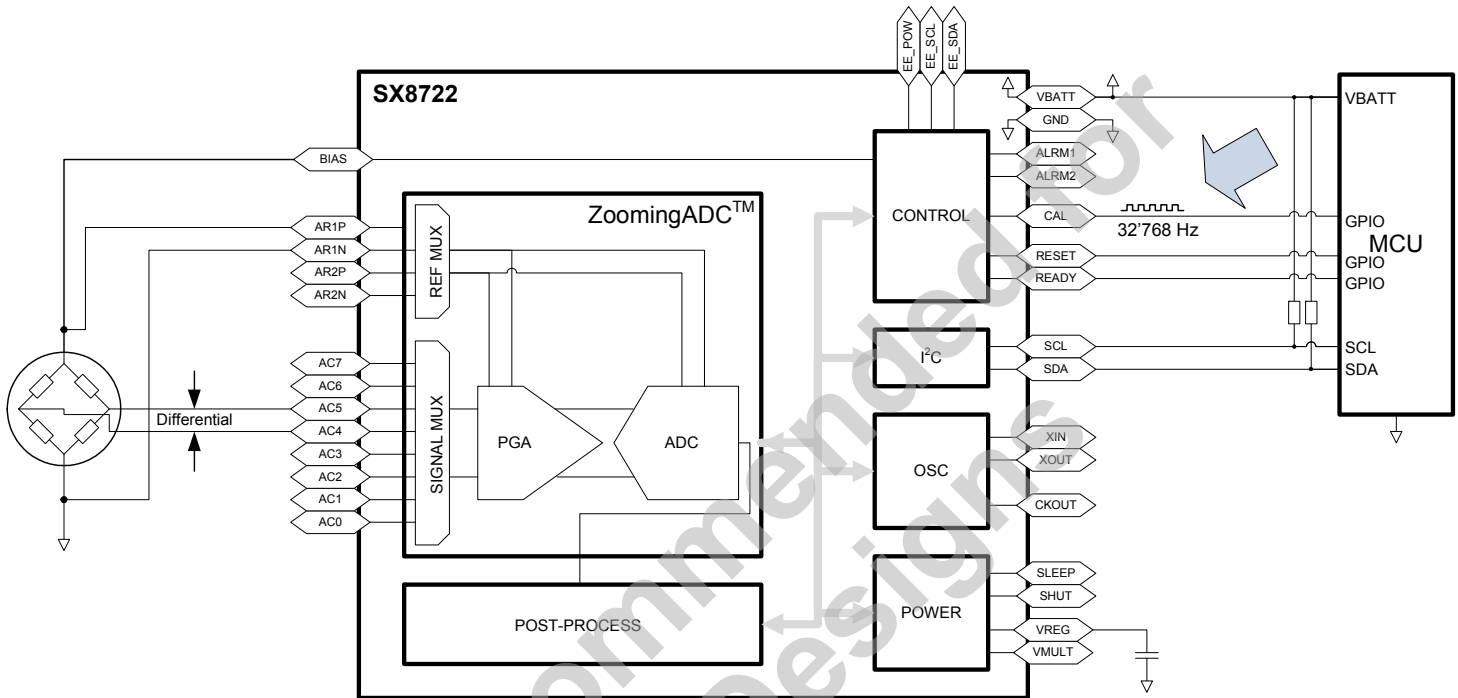 EE_POW
EE_SCL
EE_SDA
SX8722
VBATT
GND
VBATT
BIAS
ALRM1
ALRM2
ZoomingADC™
CONTROL
CAL
32'768 Hz
GPIO
MCU
AR1P
AR1N
AR2P
AR2N
REF MUX
RESET
READY
GPIO
GPIO
I²C
SCL
SDA
SCL
SDA
AC7
AC6
AC5
AC4
AC3
AC2
AC1
AC0
Differential
SIGNAL MUX
PGA
ADC
OSC
XIN
XOUT
CKOUT
POST-PROCESS
POWER
SLEEP
SHUT
VREG
VMULT
ommended for
Designs